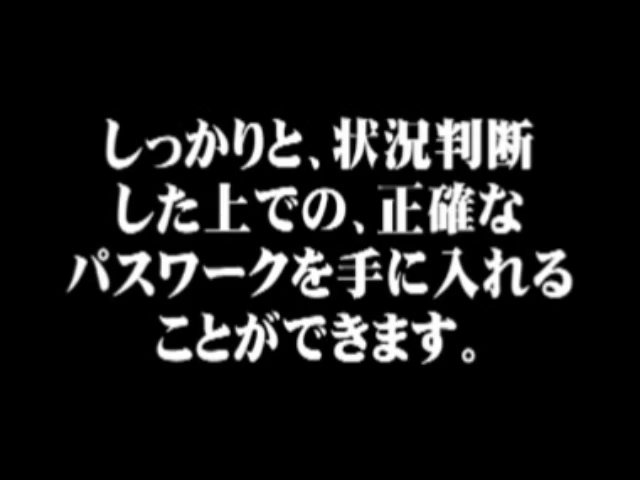 しっかりと、状況判断
した上での、正確な
パスワークを手に入れる
ことができます。